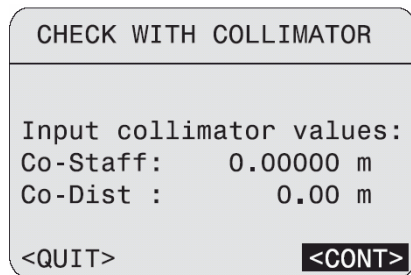 CHECK WITH COLLIMATOR
Input collimator values:
Co-Staff: 0.00000 m
Co-Dist : 0.00 m
<QUIT> <CONT>